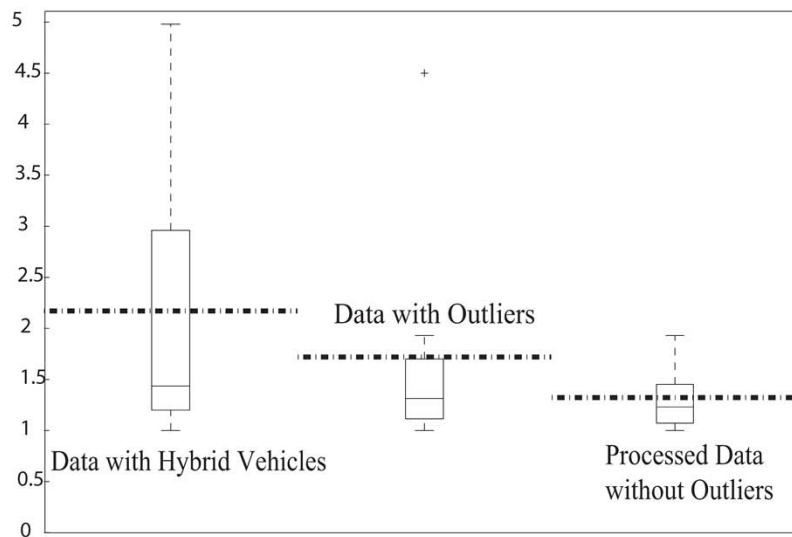 5
4.5
4
3.5
3
2.5
2
1.5
1
0.5
0
Data with Hybrid Vehicles
Data with Outliers
Processed Data
without Outliers